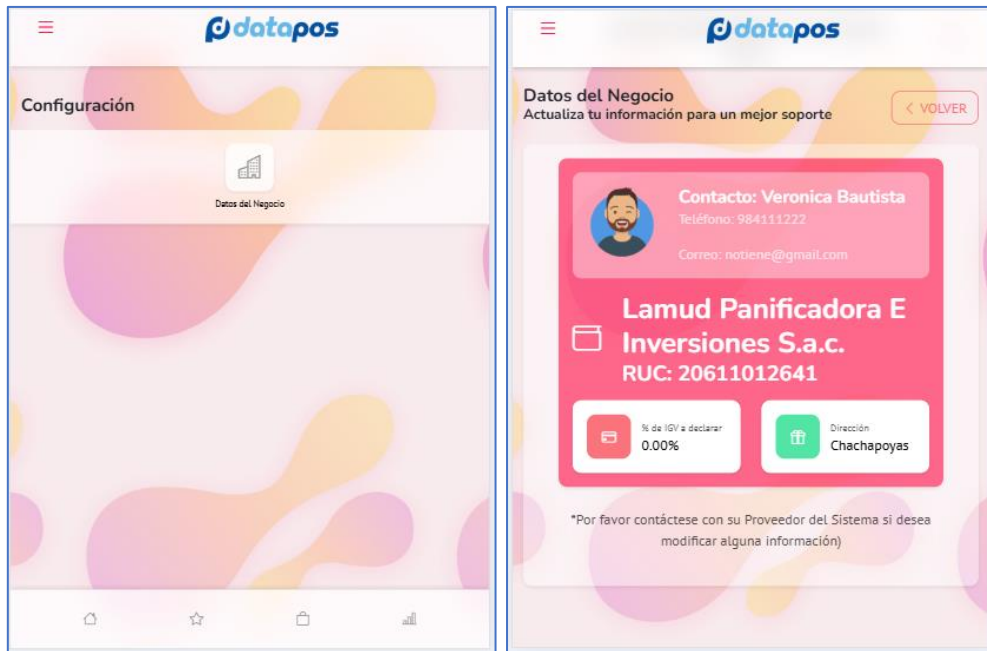 datapos
Configuración
Datos del Negocio
datapos
Datos del Negocio
Actualiza tu información para un mejor soporte
< VOLVER
Contacto: Veronica Bautista
Teléfono: 984111222
Correo: notiene@gmail.com
Lamud Panificadora E
Inversiones S.a.c.
RUC: 20611012641
% de IGV a declarar
0.00%
Dirección
Chachapoyas
*Por favor contáctese con su Proveedor del Sistema si desea
modificar alguna información)